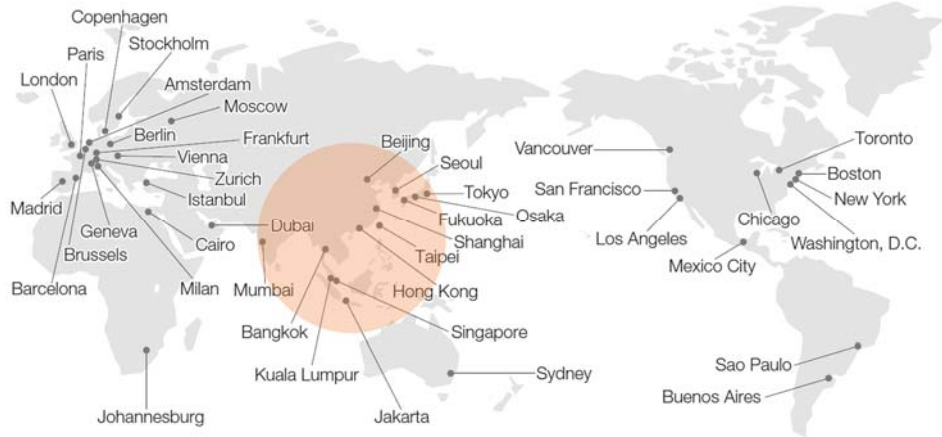 Copenhagen
Stockholm
Paris
Amsterdam
London
Moscow
Berlin
Frankfurt
Vienna
Zurich
Istanbul
Madrid
Geneva
Cairo
Dubai
Brussels
Barcelona
Milan
Mumbai
Beijing
Seoul
Tokyo
Osaka
Fukuoka
Shanghai
Taipei
Hong Kong
Bangkok
Singapore
Kuala Lumpur
Jakarta
Johannesburg
Sydney
Vancouver
San Francisco
Los Angeles
Mexico City
Toronto
Boston
New York
Chicago
Washington, D.C.
Sao Paulo
Buenos Aires